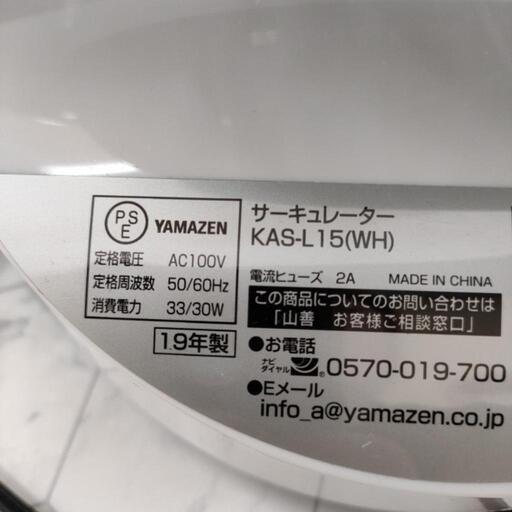 PSE YAMAZEN
定格電圧 AC100V
定格周波数 50/60Hz
消費電力 33/30W
19年製
サーキュレーター
KAS-L15(WH)
電流ヒューズ 2A MADE IN CHINA
この商品についてのお問い合わせは
「山善 お客様ご相談窓口」
●お電話
ナビダイヤル ® 0570-019-700
●Eメール
info_a@yamazen.co.jp